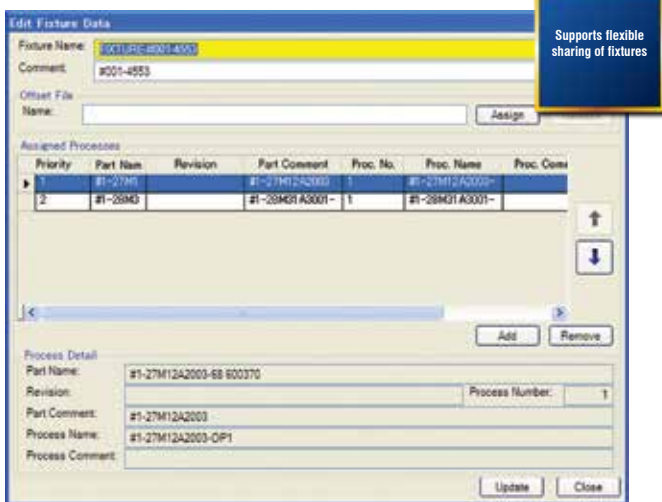 Edit Fixture Data
Supports flexible
sharing of fixtures
Fixture Name: FIXTURE-#001-4553
Comment: #001-4553
Offset File
Name: Assign
Assigned Processes
Priority Part Nam Revision Part Comment Proc. No. Proc. Name Proc. Come
1 #1-27M1 #1-27M12A2003 1 #1-27M12A2003-
2 #1-28M3 #1-28M31A3001- 1 #1-28M31A3001-
Add Remove
Process Detail
Part Name: #1-27M12A2003-68 600370
Revision: Process Number: 1
Part Comment: #1-27M12A2003
Process Name: #1-27M12A2003-OP1
Process Comment:
Update Close